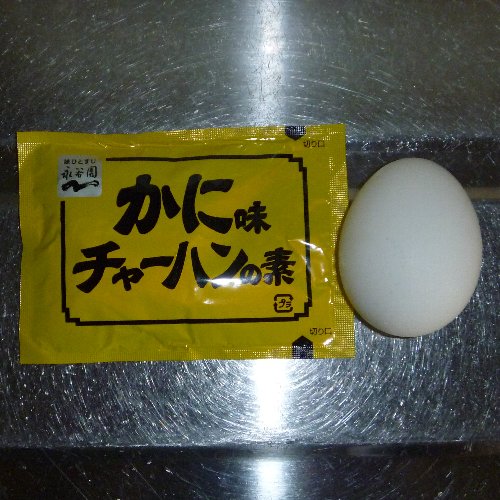 切り口
味ひとすじ
永谷園
かに味
チャーハンの素
プラ
切り口